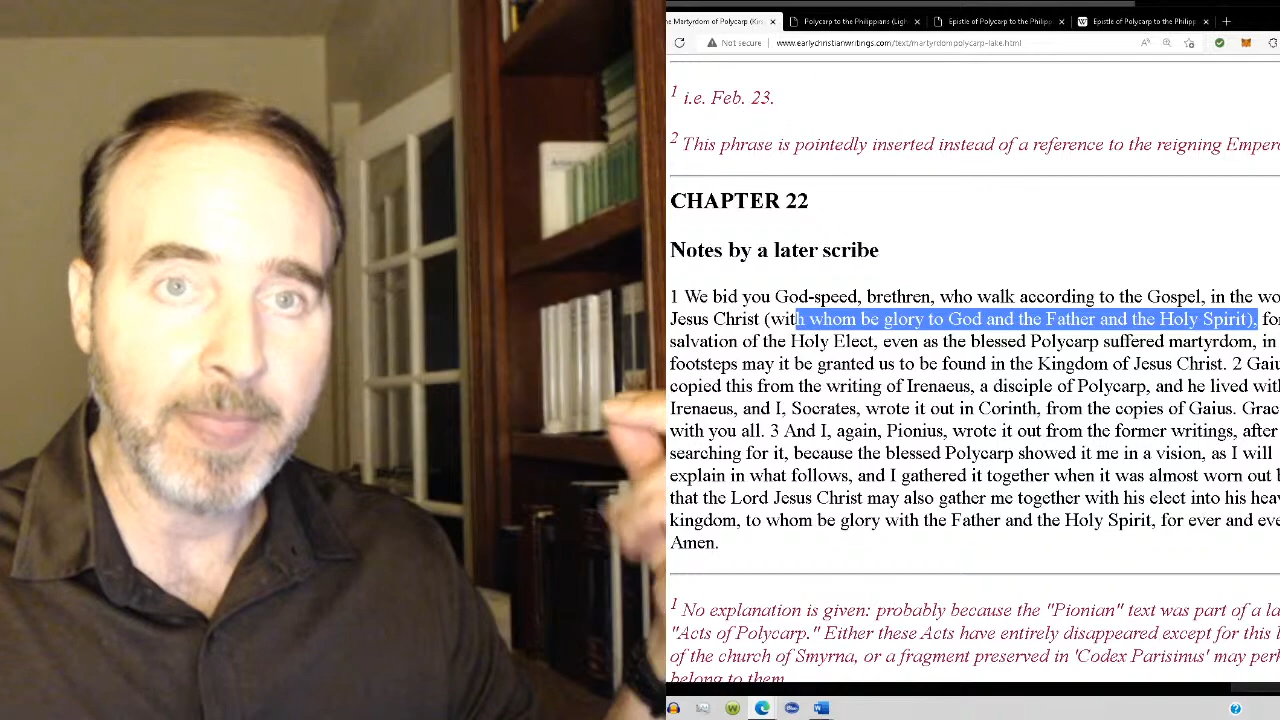 the Martyrdom of Polycarp
Polycarp to the Philippians (Ligh
Epistle of Polycarp to the Philipp
Epistle of Polycarp to the Philipp
Not secure
www.earlychristianwritings.com/text/martyrdompolycarp-lake.html
1 i.e. Feb. 23.
2 This phrase is pointedly inserted instead of a reference to the reigning Empero
CHAPTER 22
Notes by a later scribe
1 We bid you God-speed, brethren, who walk according to the Gospel, in the wo
Jesus Christ (with whom be glory to God and the Father and the Holy Spirit), fo
salvation of the Holy Elect, even as the blessed Polycarp suffered martyrdom, in
footsteps may it be granted us to be found in the Kingdom of Jesus Christ. 2 Gaiu
copied this from the writing of Irenaeus, a disciple of Polycarp, and he lived with
Irenaeus, and I, Socrates, wrote it out in Corinth, from the copies of Gaius. Grac
with you all. 3 And I, again, Pionius, wrote it out from the former writings, after
searching for it, because the blessed Polycarp showed it me in a vision, as I will
explain in what follows, and I gathered it together when it was almost worn out b
that the Lord Jesus Christ may also gather me together with his elect into his hea
kingdom, to whom be glory with the Father and the Holy Spirit, for ever and eve
Amen.
1 No explanation is given: probably because the "Pionian" text was part of a la
"Acts of Polycarp." Either these Acts have entirely disappeared except for this
of the church of Smyrna, or a fragment preserved in 'Codex Parisinus' may perh
belong to them